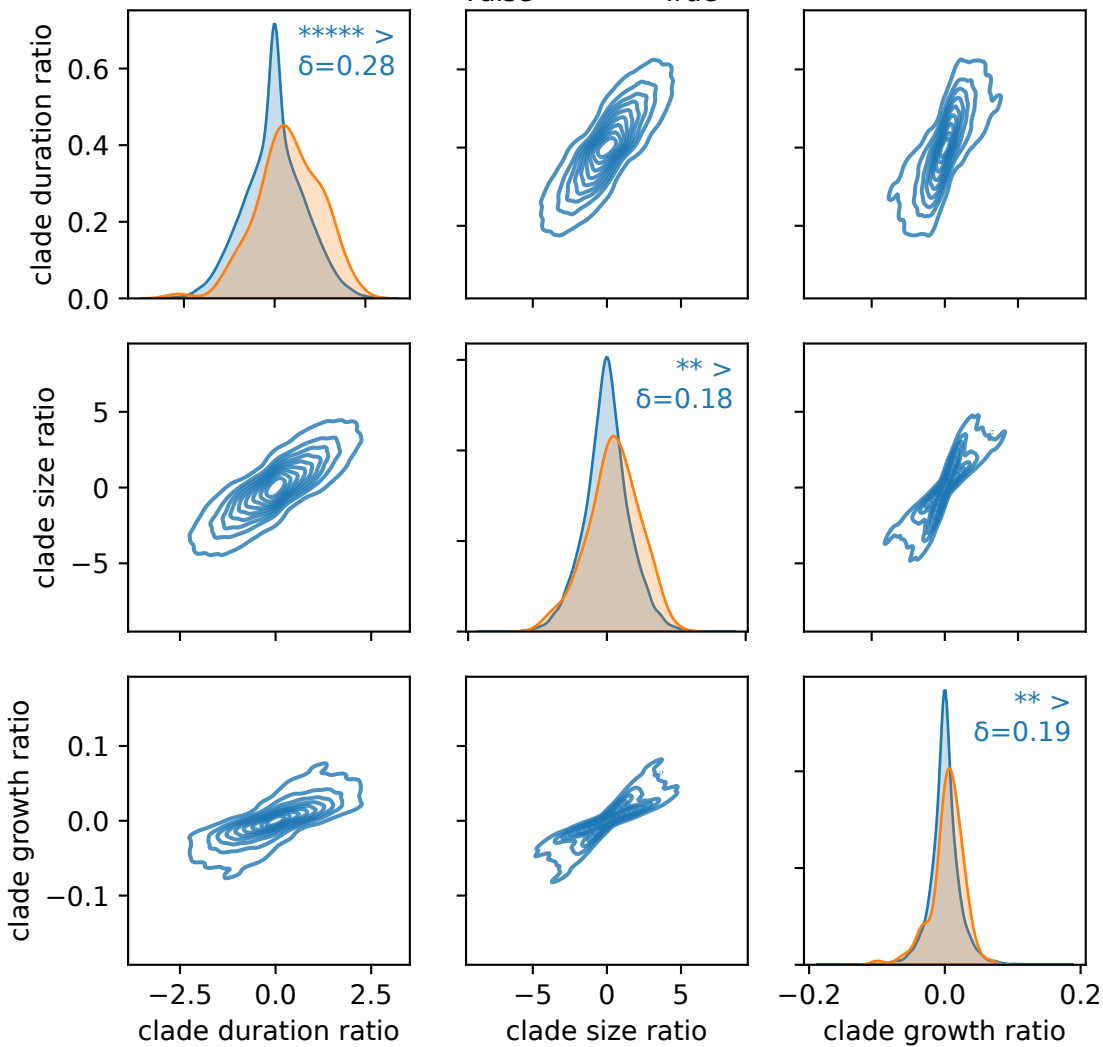 ***** >
δ=0.28
clade duration ratio
0.6
0.4
0.2
0.0
** >
δ=0.18
clade size ratio
5
0
−5
** >
δ=0.19
clade growth ratio
0.1
0.0
−0.1
−2.5 0.0 2.5 −5 0 5 −0.2 0.0 0.2
clade duration ratio clade size ratio clade growth ratio